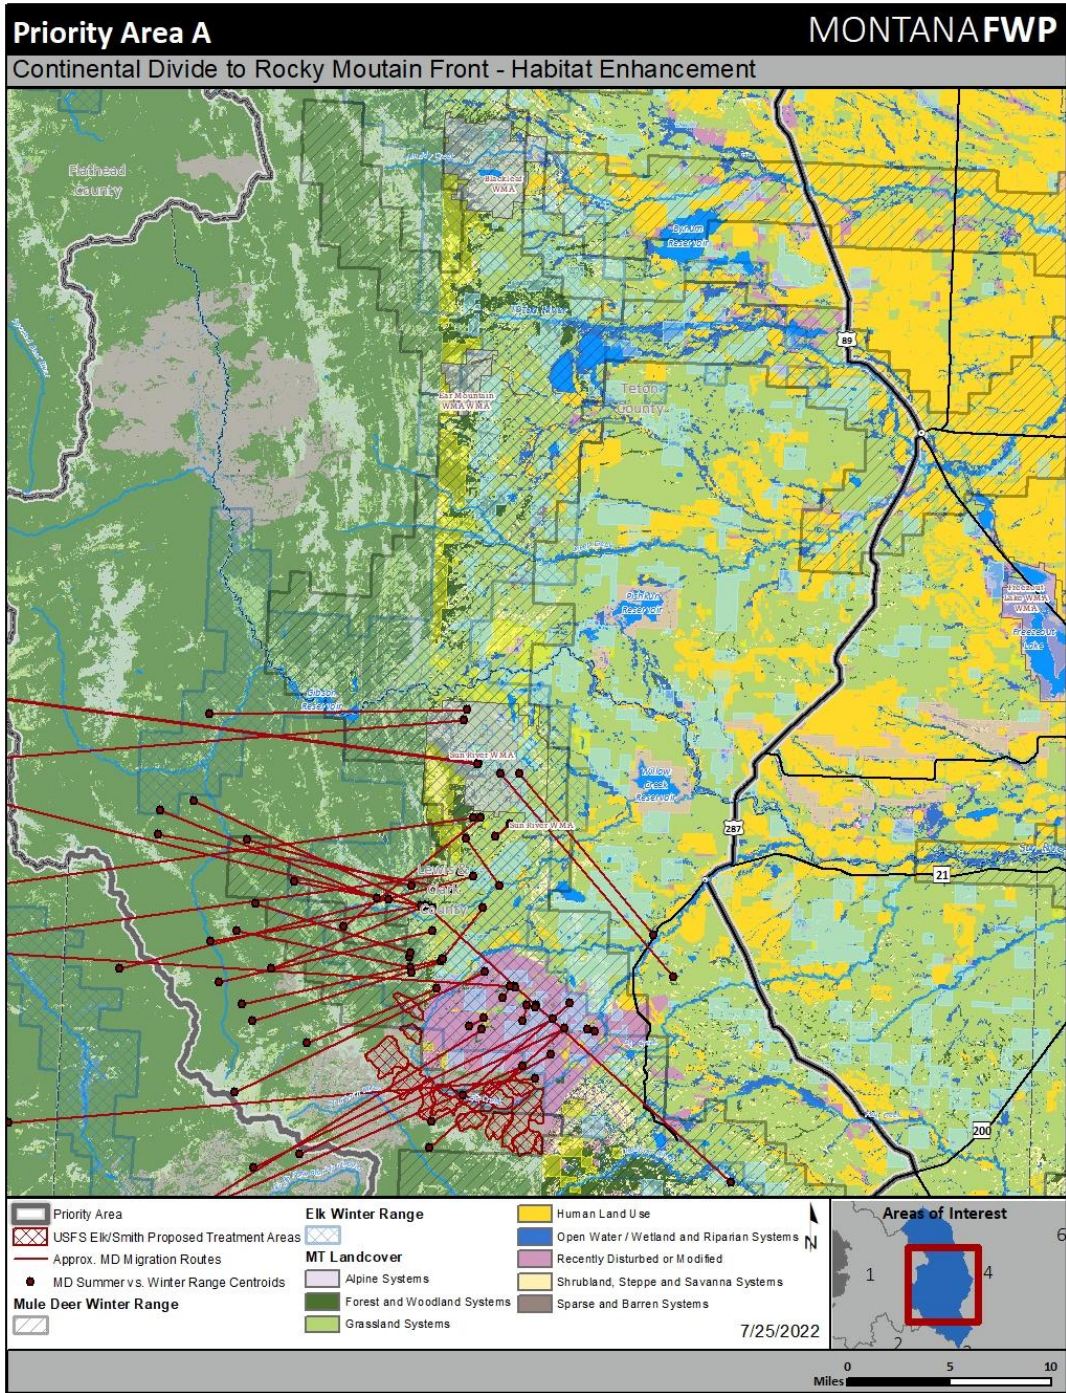 Priority Area A
MONTANAFWP
Continental Divide to Rocky Moutain Front - Habitat Enhancement
Flathead
County
Blackleaf
WMA
Bynum
Reservoir
89
Ear Mountain
WMA WMA
Teton
County
Pishkun
Reservoir
Freezout
Lake WMA
WMA
Freezout
Lake
Gibson
Reservoir
Sun River WMA
Willow
Creek
Reservoir
Sun River WMA
287
Lewis &
Clark
County
21
200
Priority Area
USFS Elk/Smith Proposed Treatment Areas
Approx. MD Migration Routes
MD Summer vs. Winter Range Centroids
Mule Deer Winter Range
Elk Winter Range
MT Landcover
Alpine Systems
Forest and Woodland Systems
Grassland Systems
Human Land Use
Open Water / Wetland and Riparian Systems
Recently Disturbed or Modified
Shrubland, Steppe and Savanna Systems
Sparse and Barren Systems
N
7/25/2022
Areas of Interest
6
1
4
2
Miles
0
5
10